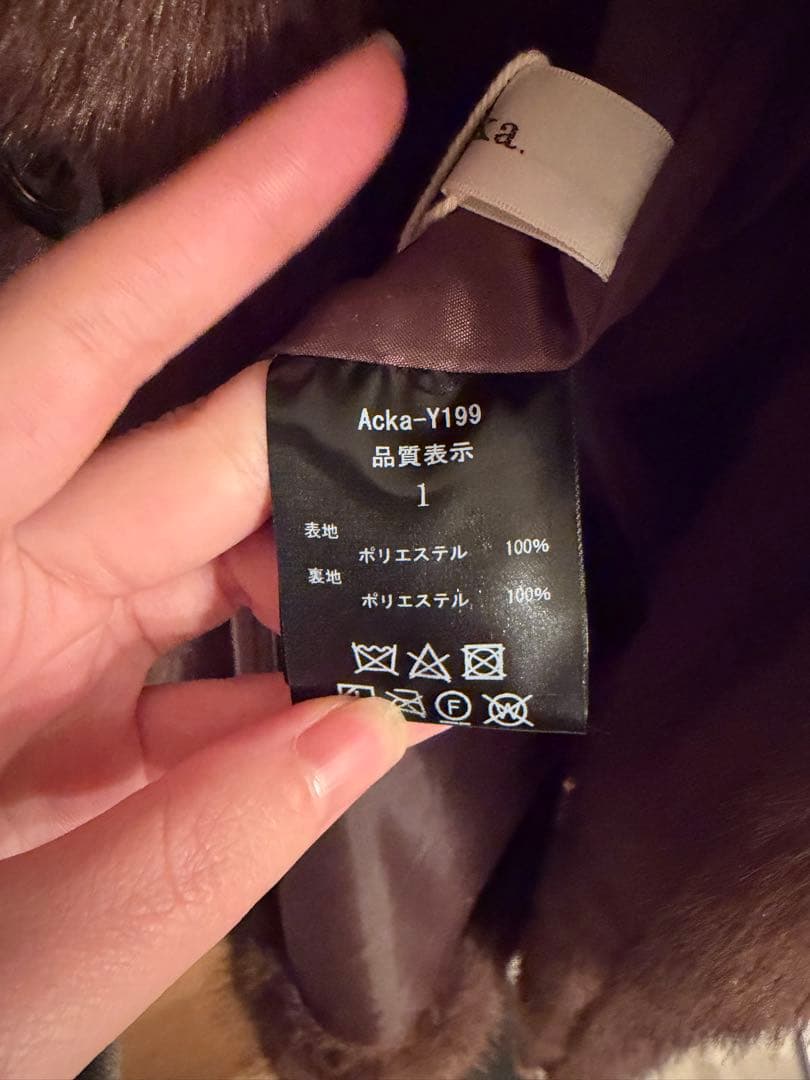 ka.
Acka-Y199
品質表示
1
表地
ポリエステル 100%
裏地
ポリエステル 100%
F
W